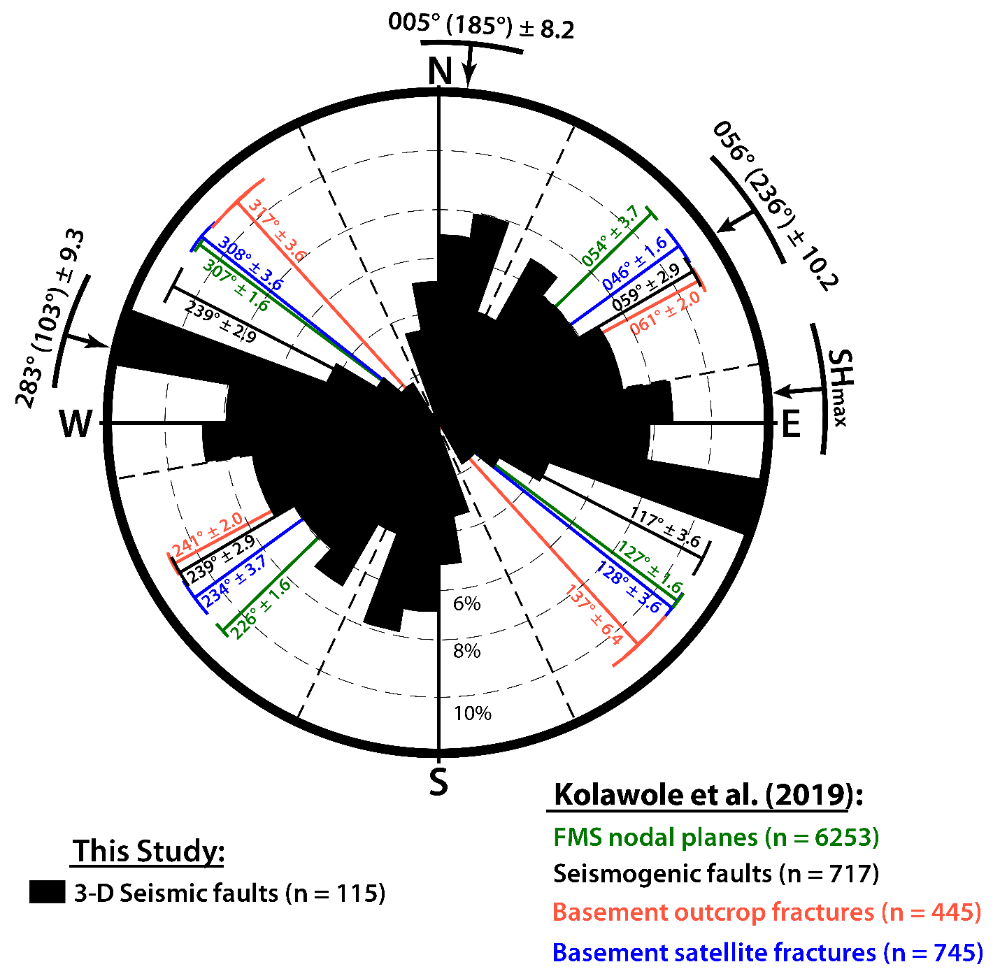 005° (185°) ± 8.2
N
056° (236°) ± 10.2
317° ± 3.6
054° ± 3.7
308° ± 3.6
046° ± 1.6
307° ± 1.6
059° ± 2.9
283° (103°) ± 9.3
239° ± 2.9
061° ± 2.0
SHmax
W
E
241° ± 2.0
117° ± 3.6
239° ± 2.9
127° ± 1.6
234° ± 3.7
128° ± 3.6
226° ± 1.6
137° ± 6.4
6%
8%
10%
S
Kolawole et al. (2019):
FMS nodal planes (n = 6253)
This Study:
Seismogenic faults (n = 717)
3-D Seismic faults (n = 115)
Basement outcrop fractures (n = 445)
Basement satellite fractures (n = 745)